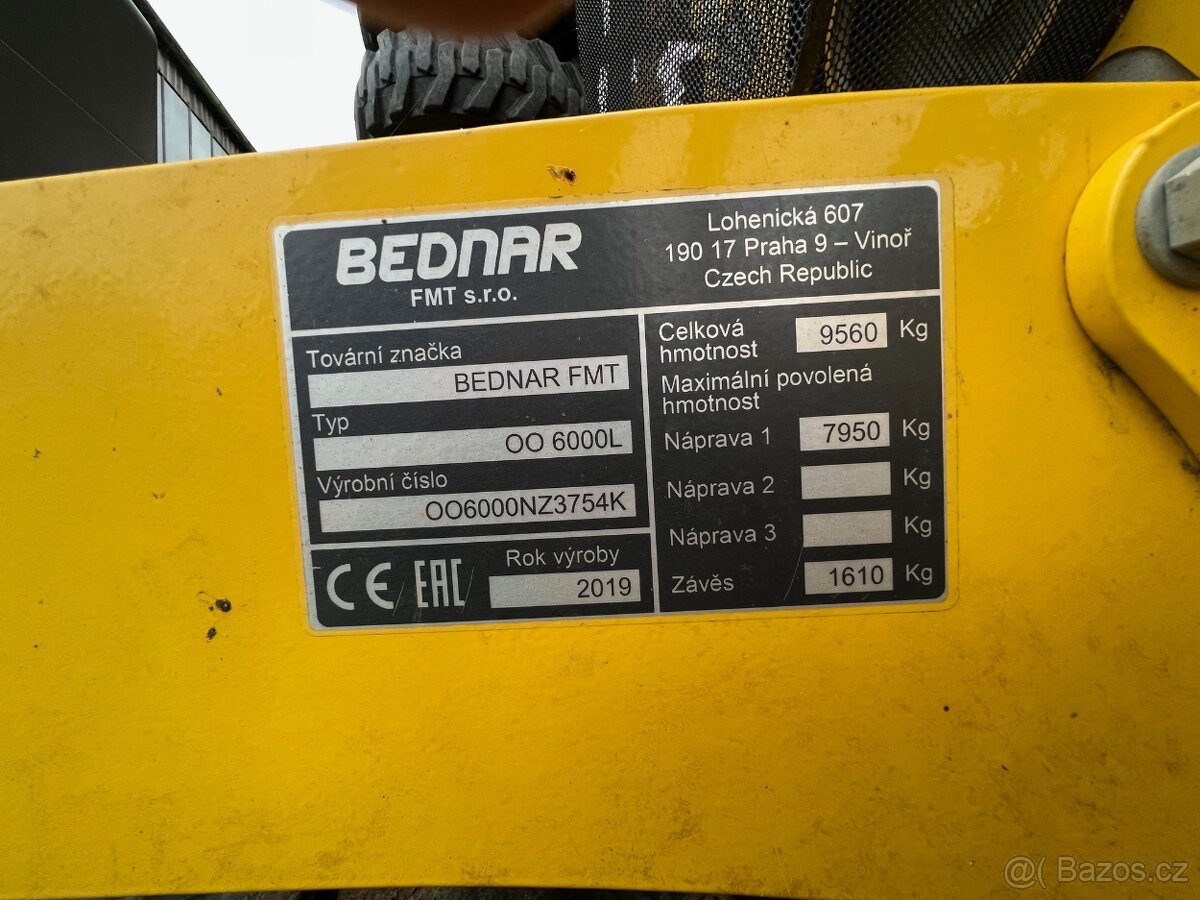 BEDNAR
FMT s.r.o.
Lohenická 607
190 17 Praha 9 – Vinoř
Czech Republic
Tovární značka
BEDNAR FMT
Typ
OO 6000L
Výrobní číslo
OO6000NZ3754K
CE EAC
Rok výroby
2019
Celková
hmotnost 9560 Kg
Maximální povolená
hmotnost
Náprava 1 7950 Kg
Náprava 2 Kg
Náprava 3 Kg
Závěs 1610 Kg
Bazos.cz